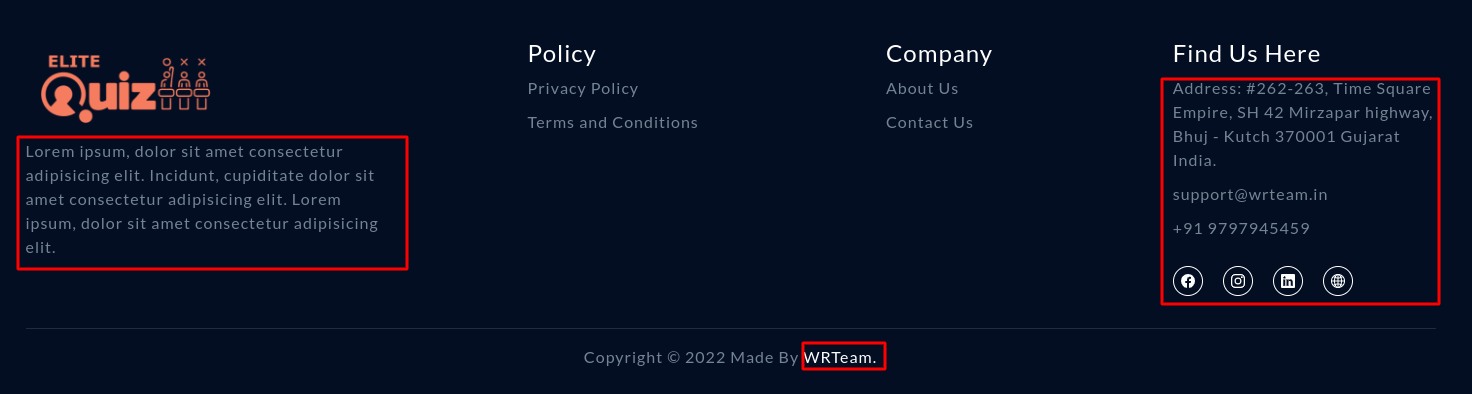 ELITE
Quiz
Lorem ipsum, dolor sit amet consectetur
adipisicing elit. Incidunt, cupiditate dolor sit
amet consectetur adipisicing elit. Lorem
ipsum, dolor sit amet consectetur adipisicing
elit.
Policy
Privacy Policy
Terms and Conditions
Company
About Us
Contact Us
Find Us Here
Address: #262-263, Time Square
Empire, SH 42 Mirzapar highway,
Bhuj - Kutch 370001 Gujarat
India.
support@wrteam.in
+91 9797945459
Copyright © 2022 Made By WRTeam.